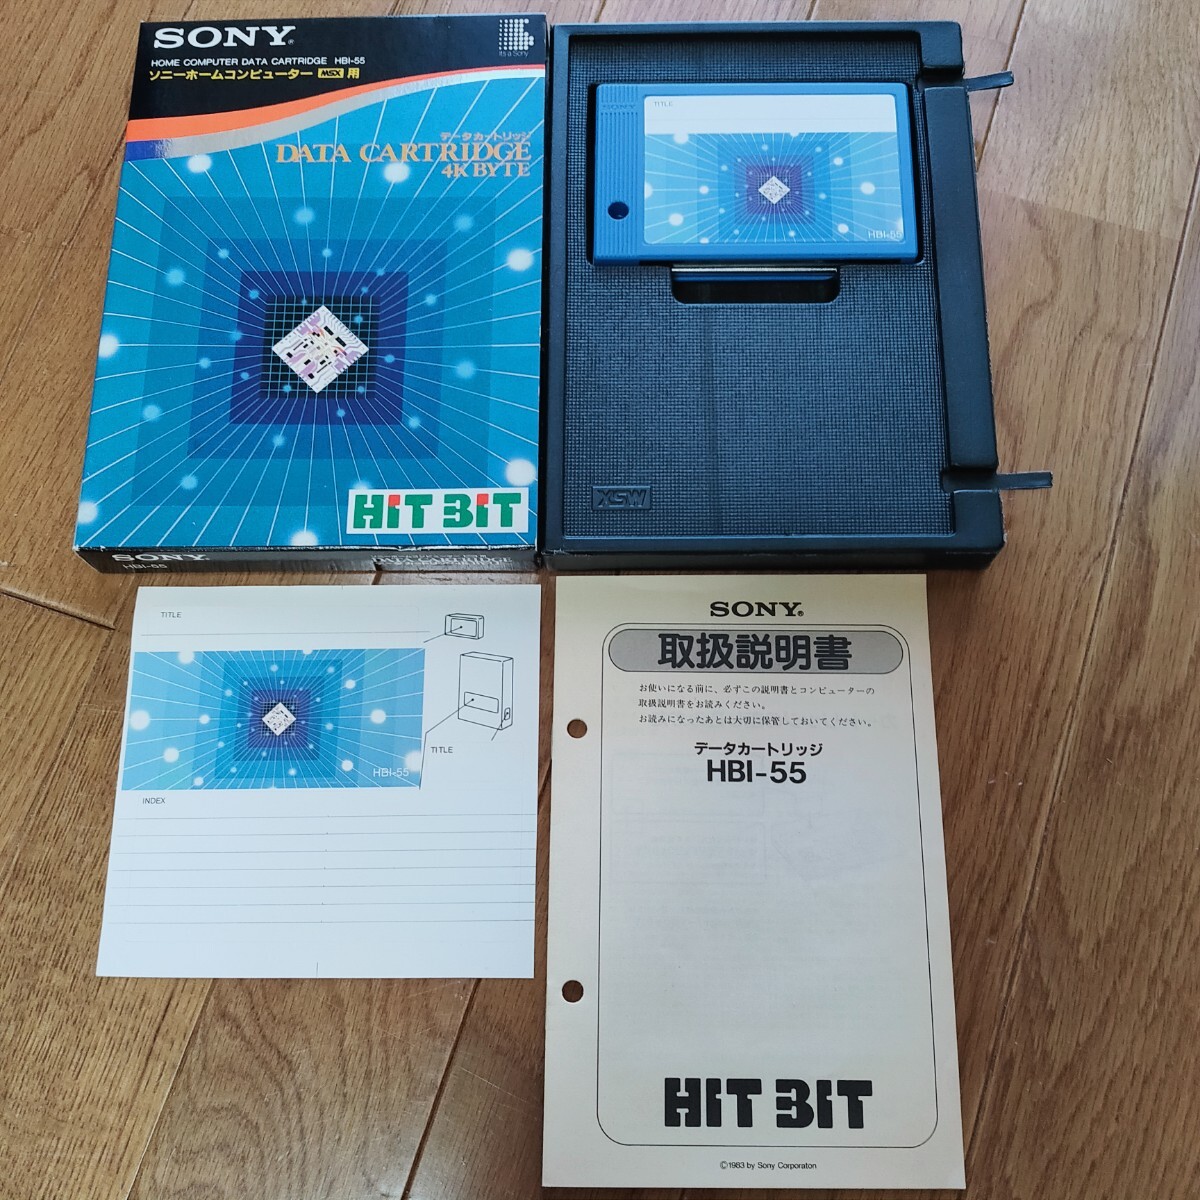 SONY®
HOME COMPUTER DATA CARTRIDGE HBI-55
ソニーホームコンピューター MSX 用
It's a Sony
データカートリッジ
DATA CARTRIDGE
4K BYTE
HIT BIT
SONY
HBI-55
SONY
TITLE
HBI-55
MSX
TITLE
HBI-55
TITLE
INDEX
SONY®
取扱説明書
お使いになる前に、必ずこの説明書とコンピューターの
取扱説明書をお読みください。
お読みになったあとは大切に保管しておいてください。
データカートリッジ
HBI-55
HIT BIT
©1983 by Sony Corporaton